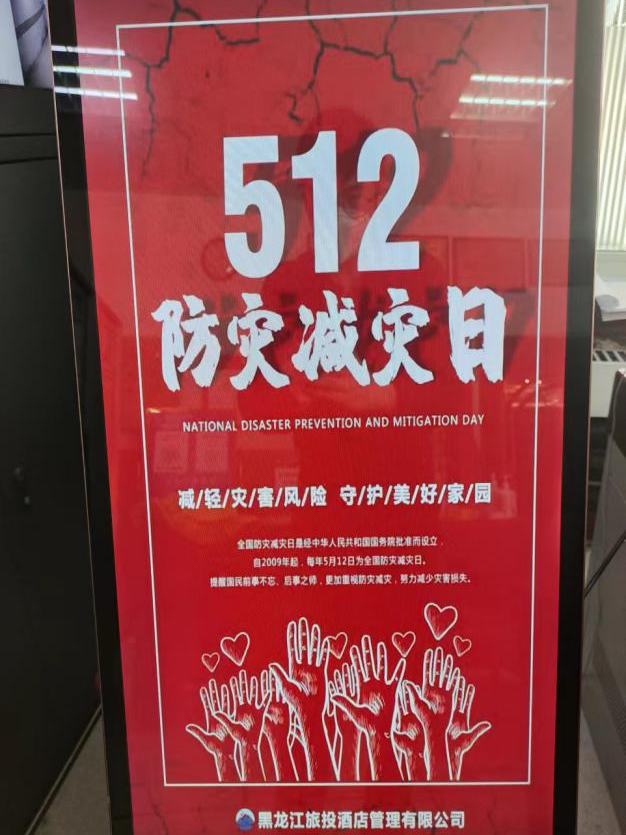 512
防灾减灾日
NATIONAL DISASTER PREVENTION AND MITIGATION DAY
减/轻/灾/害/风/险 守/护/美/好/家/园
全国防灾减灾日是经中华人民共和国国务院批准而设立，
自2009年起，每年5月12日为全国防灾减灾日。
提醒国民前事不忘、后事之师，更加重视防灾减灾，努力减少灾害损失。
黑龙江旅投酒店管理有限公司